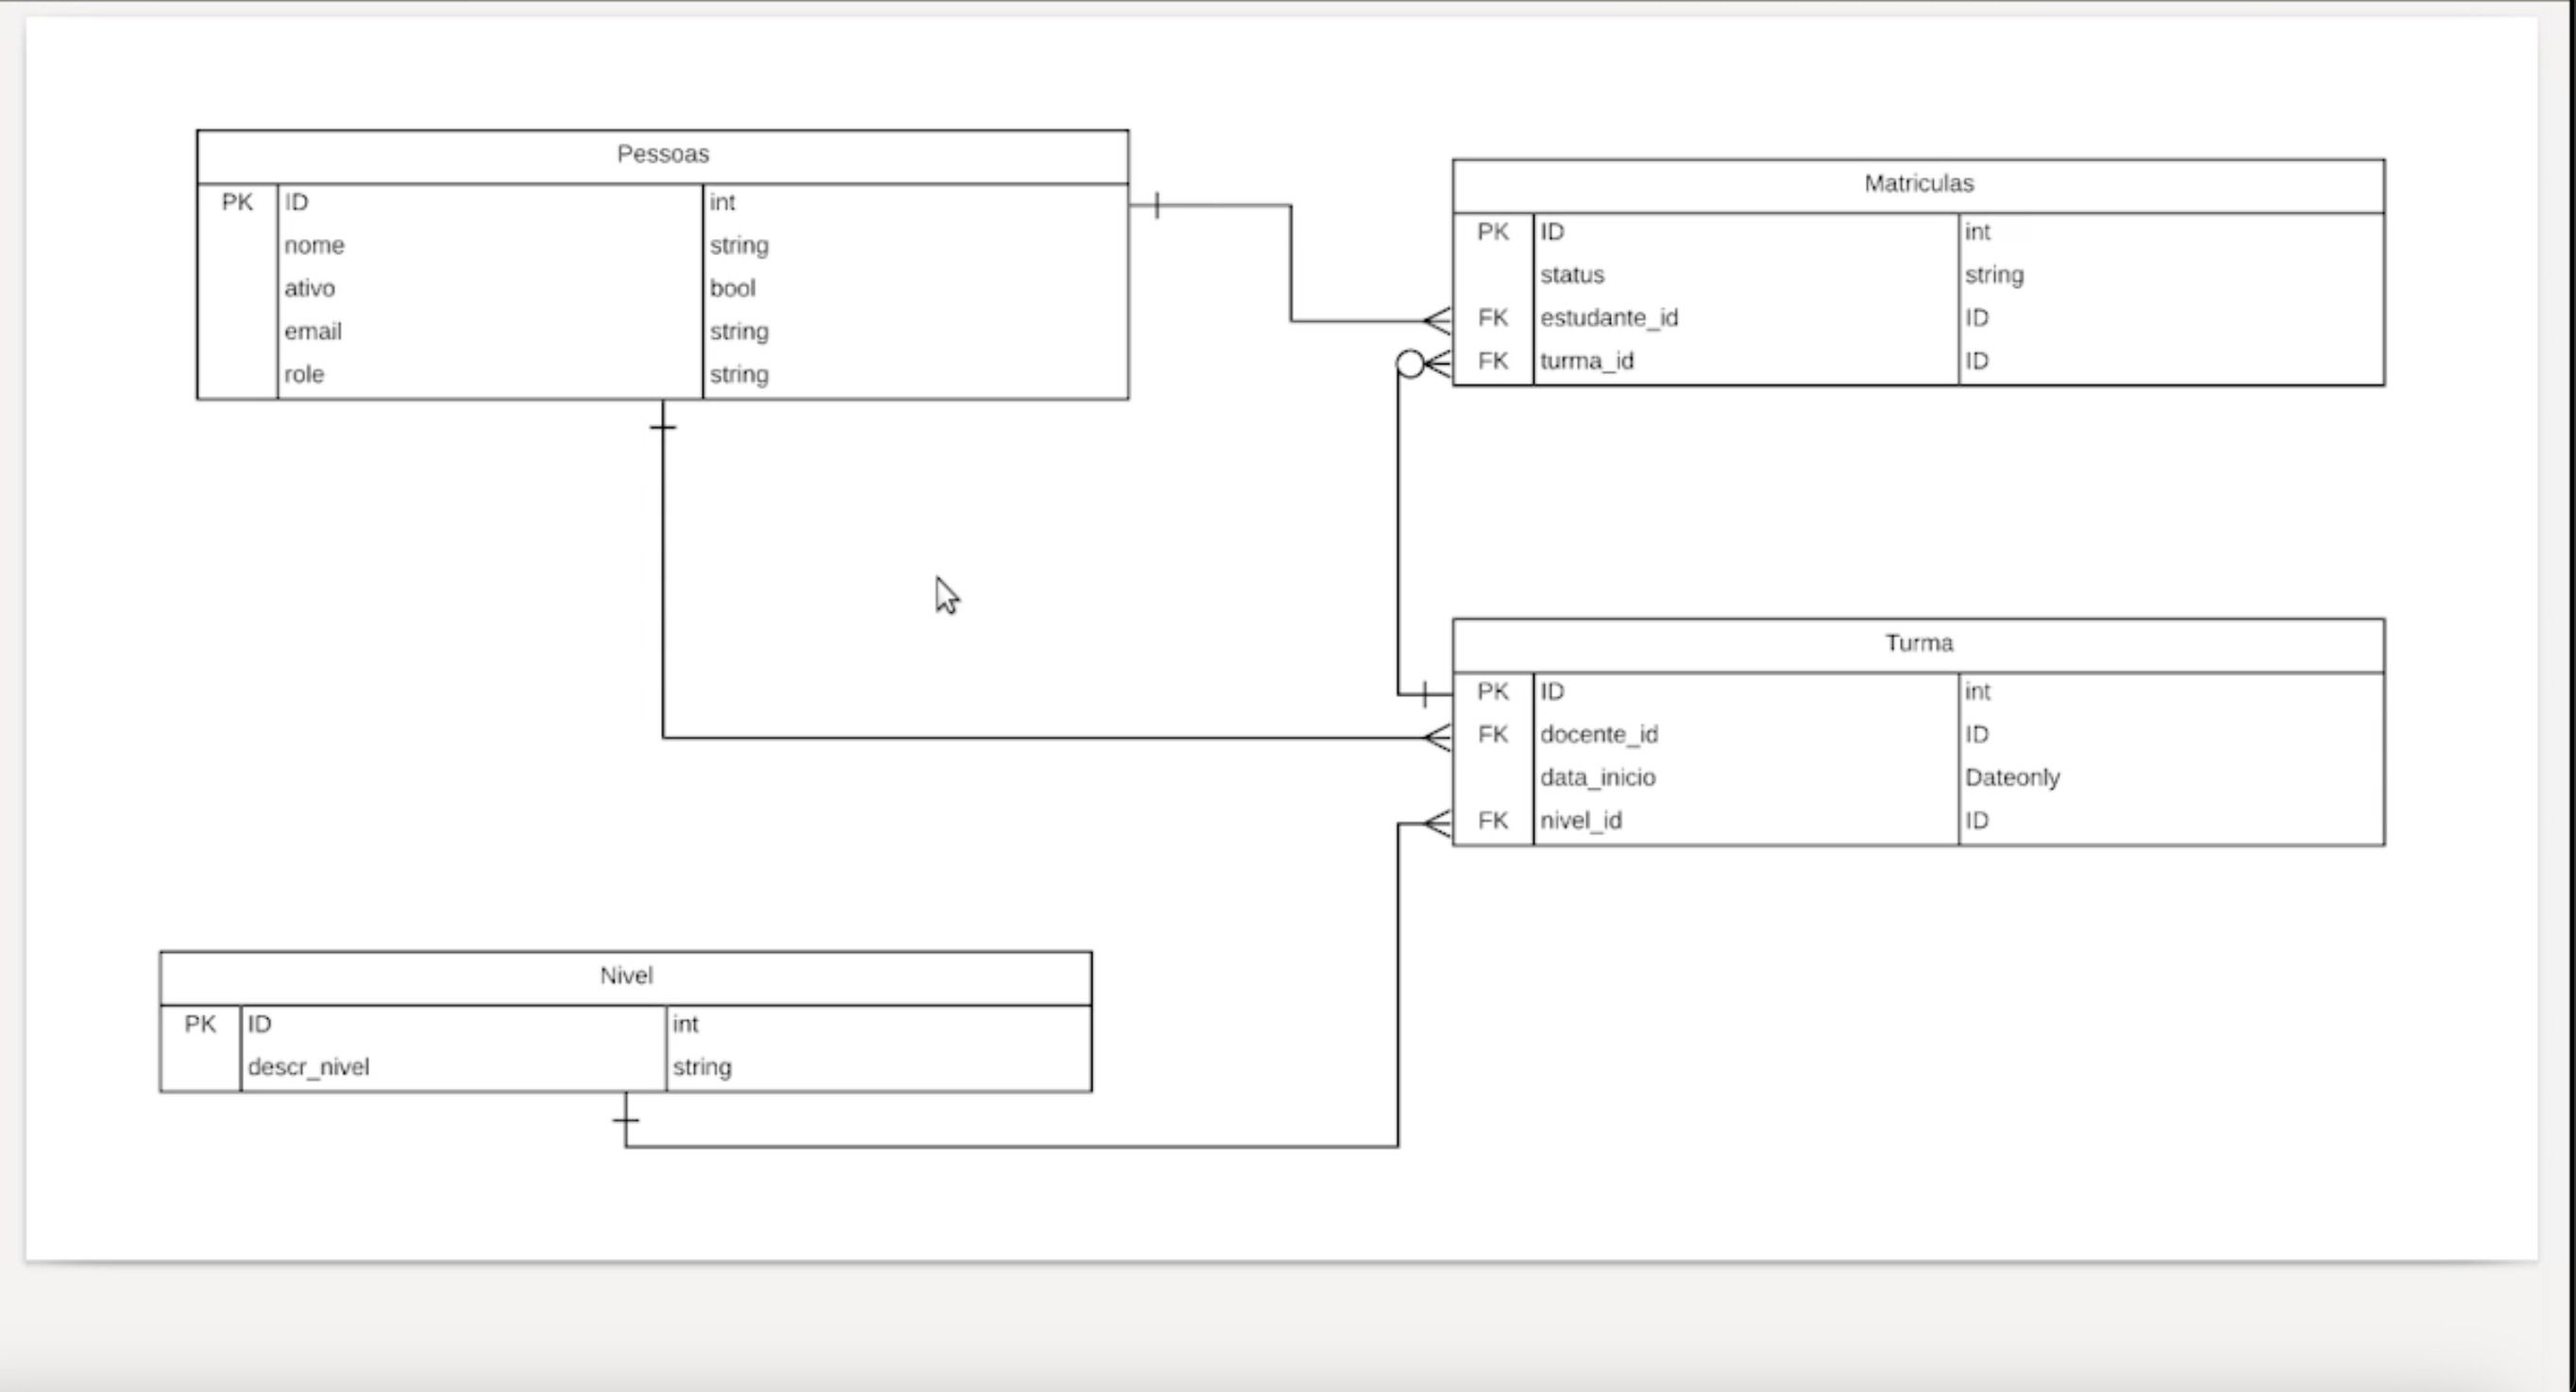 Pessoas
PK ID int
nome string
ativo bool
email string
role string
Matriculas
PK ID int
status string
FK estudante_id ID
FK turma_id ID
Turma
PK ID int
FK docente_id ID
data_inicio Dateonly
FK nivel_id ID
Nivel
PK ID int
descr_nivel string